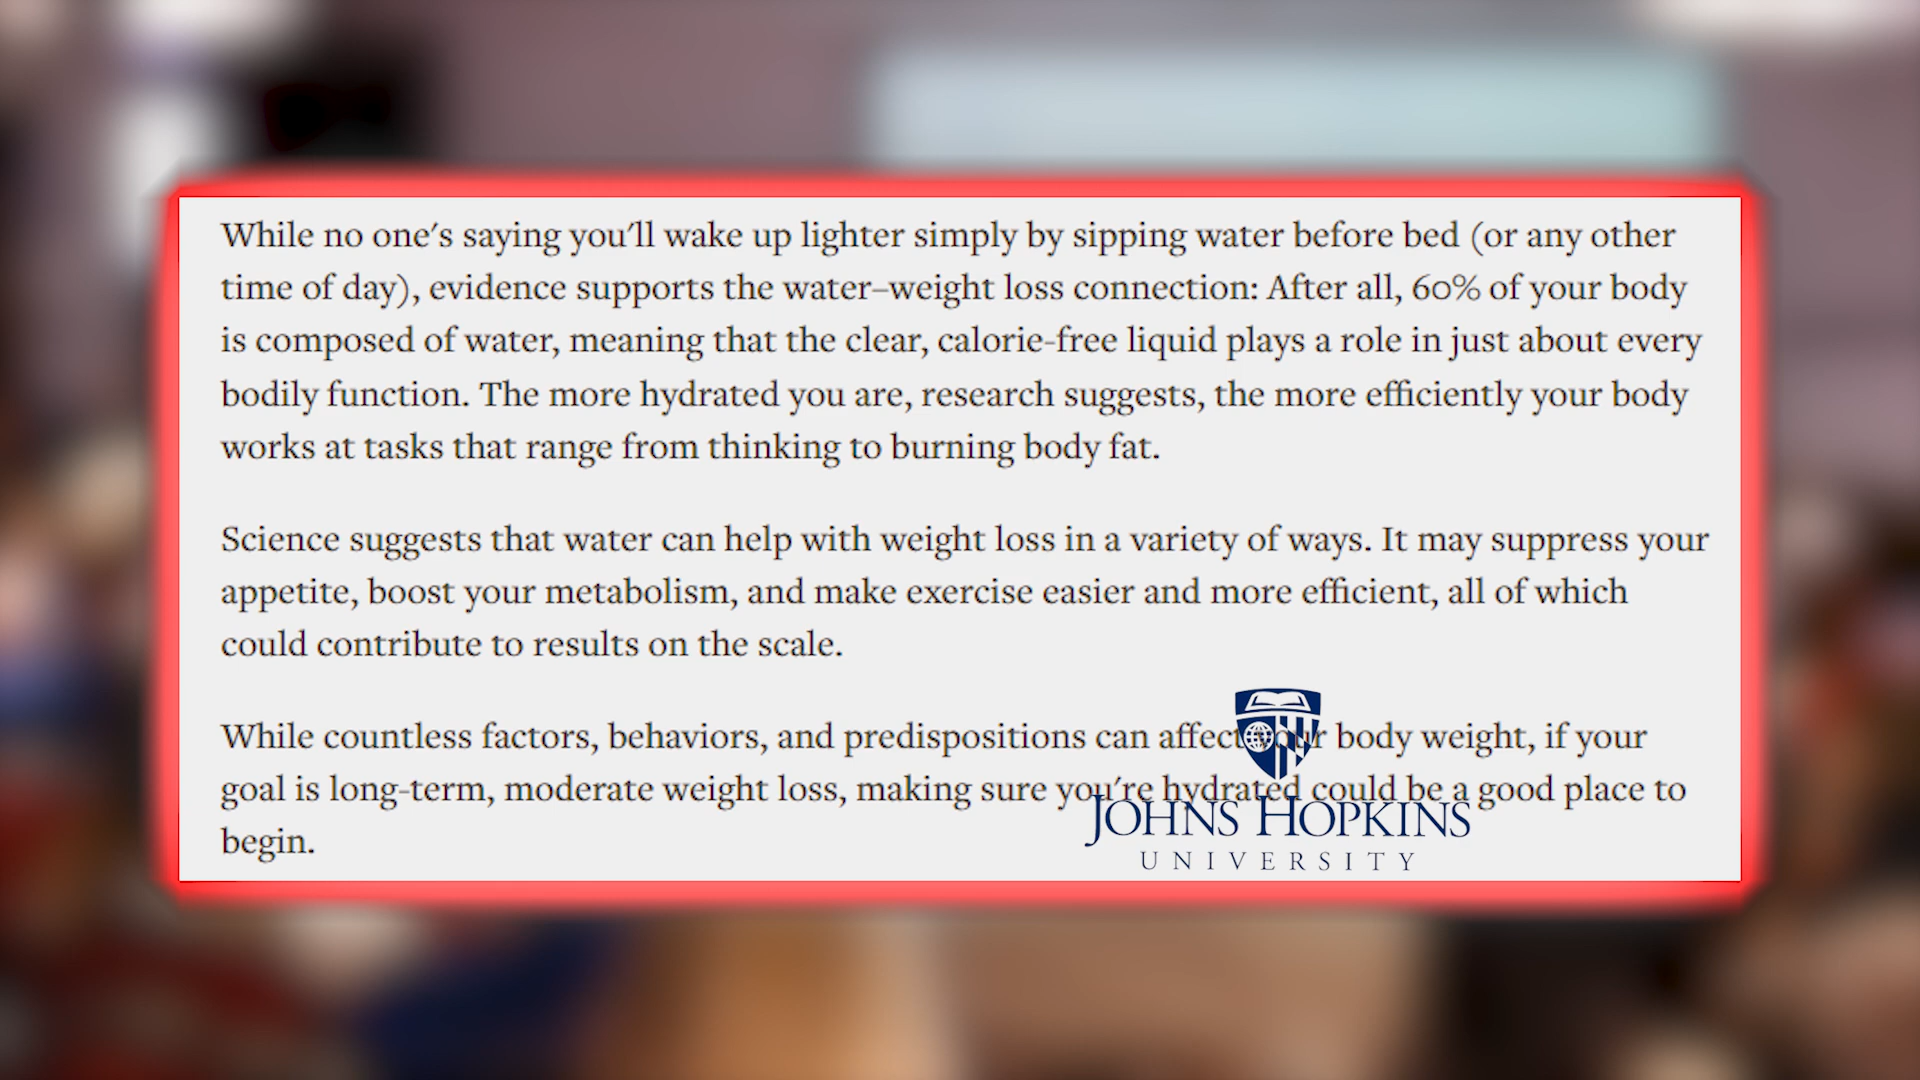 While no one's saying you'll wake up lighter simply by sipping water before bed (or any other
time of day), evidence supports the water–weight loss connection: After all, 60% of your body
is composed of water, meaning that the clear, calorie-free liquid plays a role in just about every
bodily function. The more hydrated you are, research suggests, the more efficiently your body
works at tasks that range from thinking to burning body fat.
Science suggests that water can help with weight loss in a variety of ways. It may suppress your
appetite, boost your metabolism, and make exercise easier and more efficient, all of which
could contribute to results on the scale.
While countless factors, behaviors, and predispositions can affect your body weight, if your
goal is long-term, moderate weight loss, making sure you're hydrated could be a good place to
begin.
JOHNS HOPKINS
UNIVERSITY